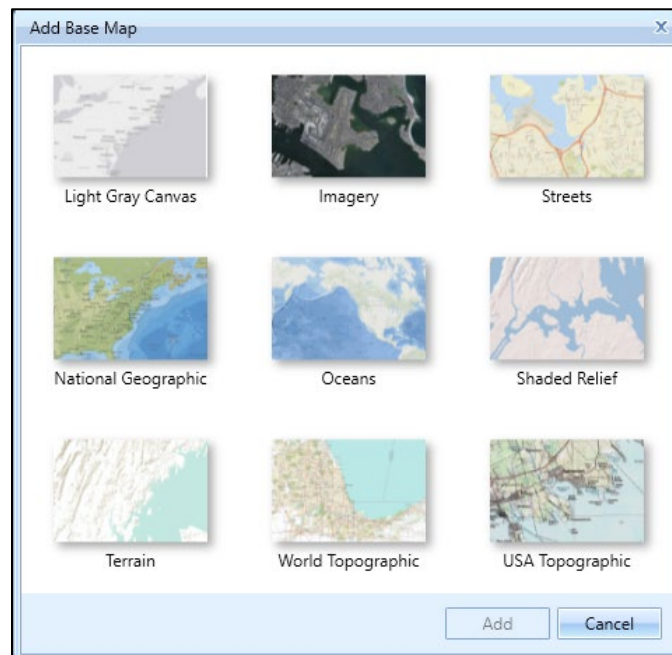 Add Base Map
x
Light Gray Canvas
Imagery
Streets
National Geographic
Oceans
Shaded Relief
Terrain
World Topographic
USA Topographic
Add
Cancel